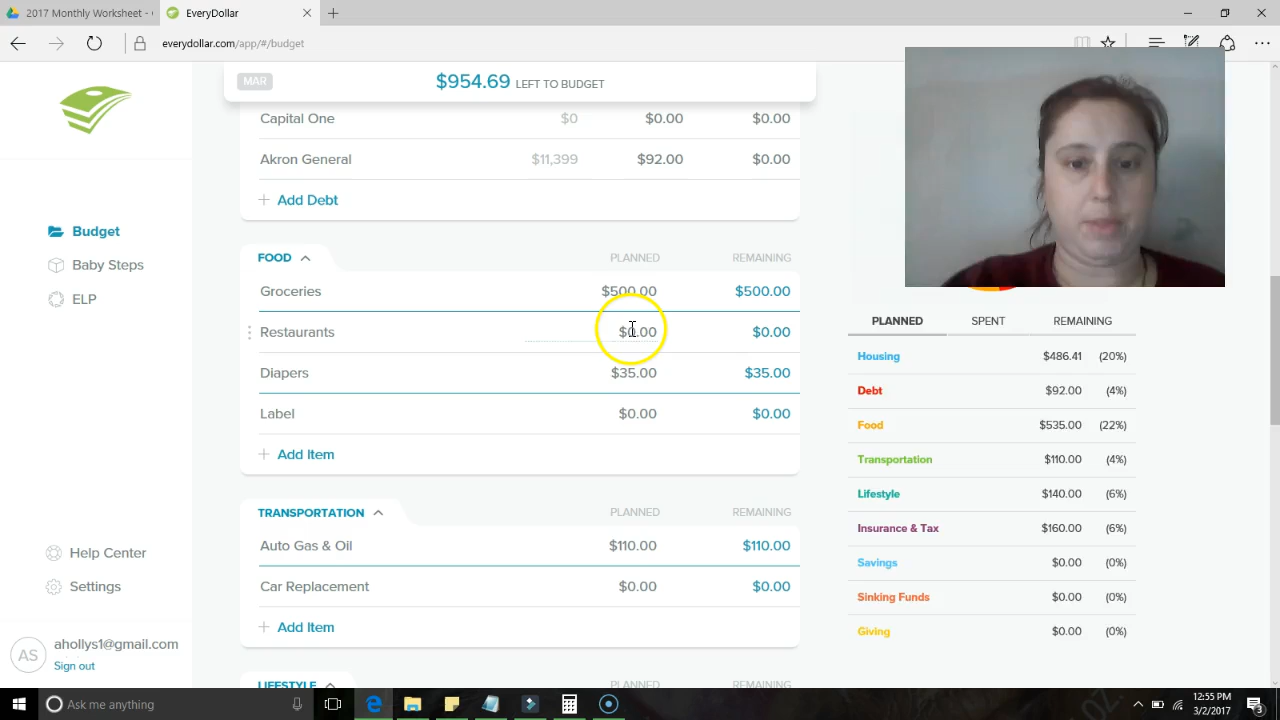 2017 Monthly Worksheet - C
EveryDollar
everydollar.com/app/#/budget
MAR
$954.69 LEFT TO BUDGET
Capital One $0 $0.00 $0.00
Akron General $11,399 $92.00 $0.00
+ Add Debt
FOOD PLANNED REMAINING
Groceries $500.00 $500.00
Restaurants $0.00 $0.00
Diapers $35.00 $35.00
Label $0.00 $0.00
+ Add Item
TRANSPORTATION PLANNED REMAINING
Auto Gas & Oil $110.00 $110.00
Car Replacement $0.00 $0.00
+ Add Item
LIFESTYLE PLANNED REMAINING
Budget
Baby Steps
ELP
Help Center
Settings
AS
ahollys1@gmail.com
Sign out
PLANNED SPENT REMAINING
Housing $486.41 (20%)
Debt $92.00 (4%)
Food $535.00 (22%)
Transportation $110.00 (4%)
Lifestyle $140.00 (6%)
Insurance & Tax $160.00 (6%)
Savings $0.00 (0%)
Sinking Funds $0.00 (0%)
Giving $0.00 (0%)
Ask me anything
12:55 PM
3/2/2017
3